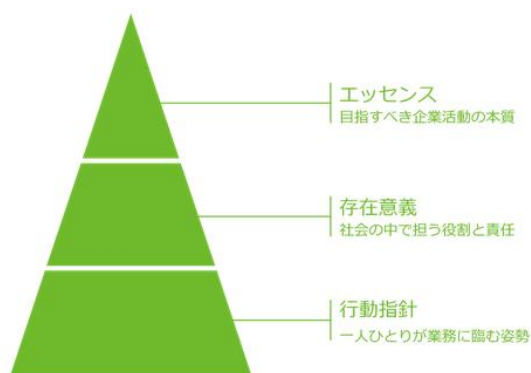 エッセンス
目指すべき企業活動の本質
存在意義
社会の中で担う役割と責任
行動指針
一人ひとりが業務に臨む姿勢